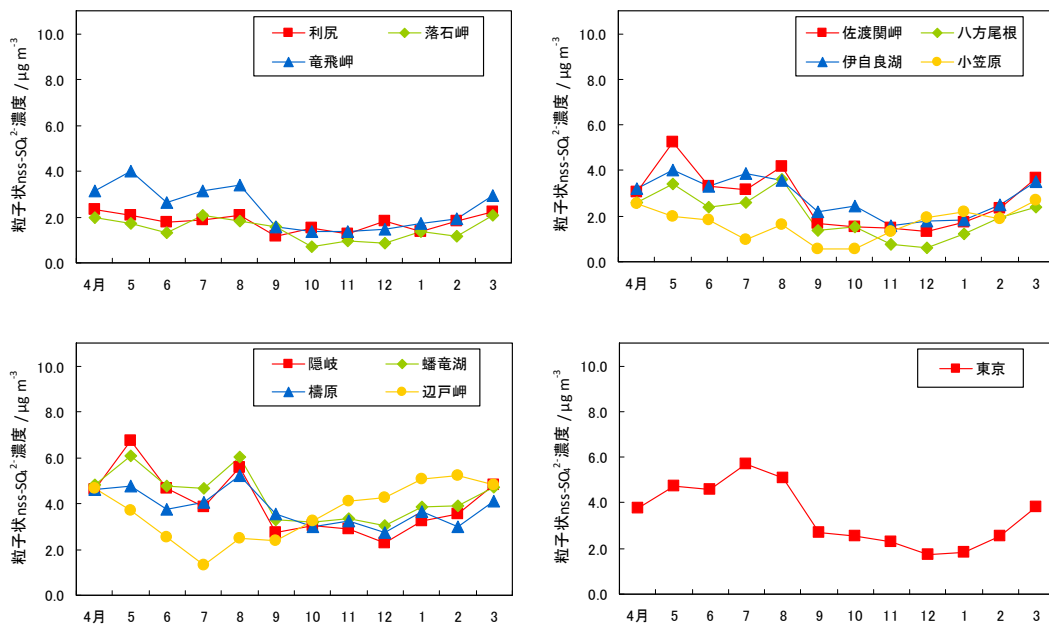 粒子状nss-SO₄²⁻濃度 / μg m⁻³
10.0
8.0
6.0
4.0
2.0
0.0
利尻 落石岬
竜飛岬
4月 5 6 7 8 9 10 11 12 1 2 3
粒子状nss-SO₄²⁻濃度 / μg m⁻³
10.0
8.0
6.0
4.0
2.0
0.0
佐渡関岬 八方尾根
伊自良湖 小笠原
4月 5 6 7 8 9 10 11 12 1 2 3
粒子状nss-SO₄²⁻濃度 / μg m⁻³
10.0
8.0
6.0
4.0
2.0
0.0
隠岐 蟠竜湖
檮原 辺戸岬
4月 5 6 7 8 9 10 11 12 1 2 3
粒子状nss-SO₄²⁻濃度 / μg m⁻³
10.0
8.0
6.0
4.0
2.0
0.0
東京
4月 5 6 7 8 9 10 11 12 1 2 3